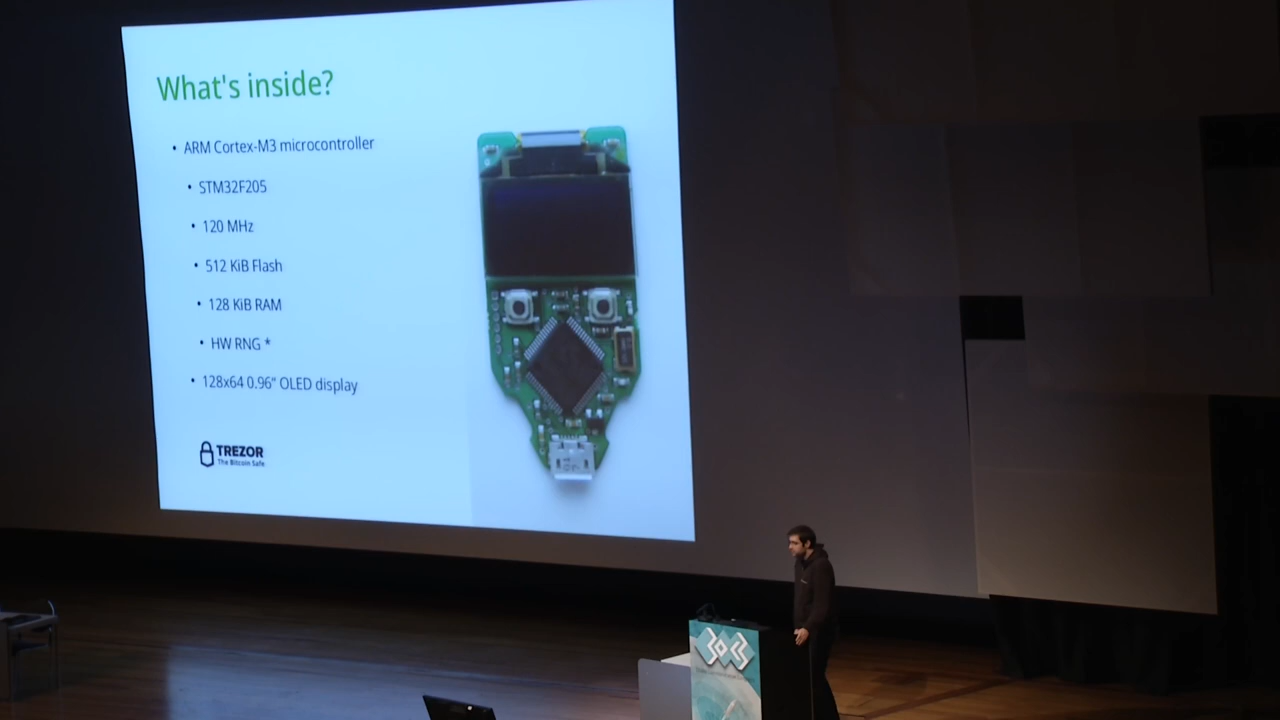 What's inside?
• ARM Cortex-M3 microcontroller
• STM32F205
• 120 MHz
• 512 KiB Flash
• 128 KiB RAM
• HW RNG *
• 128x64 0.96" OLED display
TREZOR
The Bitcoin Safe
30C3